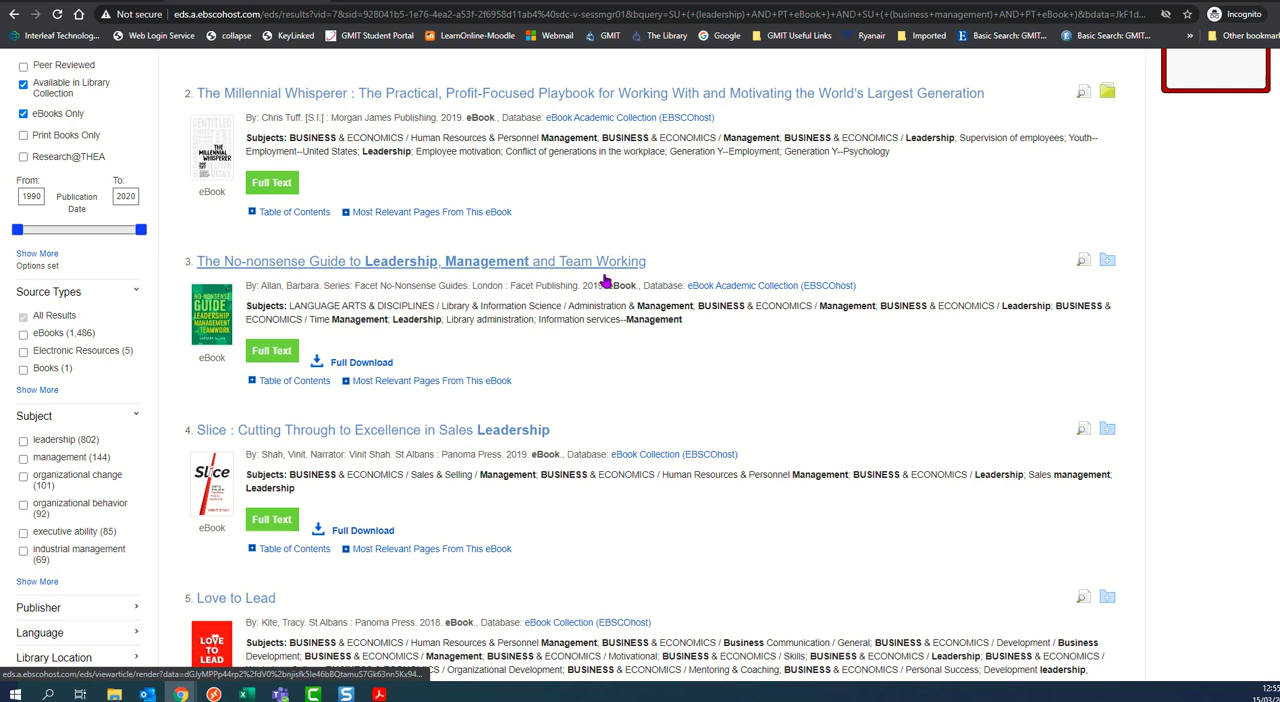 Not secure | eds.a.ebscohost.com/eds/results?vid=7&sid=928041b5-1e76-4ea2-a53f-2f6958d11ab4%40sdc-v-sessmgr01&bquery=SU+(+(leadership)+AND+PT+eBook+)+AND+SU+(+(business+management)+AND+PT+eBook+)&bdata=JkF1d...
Incognito
Interleaf Technolog... Web Login Service collapse KeyLinked GMIT Student Portal LearnOnline-Moodle Webmail GMIT The Library Google GMIT Useful Links Ryanair Imported Basic Search: GMIT... Basic Search: GMIT... » Other bookmar
Peer Reviewed
Available in Library
Collection
eBooks Only
Print Books Only
Research@THEA
From: To:
1990 Publication 2020
Date
Show More
Options set
Source Types
All Results
eBooks (1,486)
Electronic Resources (5)
Books (1)
Show More
Subject
leadership (802)
management (144)
organizational change
(101)
organizational behavior
(92)
executive ability (85)
industrial management
(69)
Show More
Publisher
Language
Library Location
2. The Millennial Whisperer : The Practical, Profit-Focused Playbook for Working With and Motivating the World's Largest Generation
By: Chris Tuff. [S.l.] : Morgan James Publishing. 2019. eBook., Database: eBook Academic Collection (EBSCOhost)
Subjects: BUSINESS & ECONOMICS / Human Resources & Personnel Management; BUSINESS & ECONOMICS / Management; BUSINESS & ECONOMICS / Leadership; Supervision of employees; Youth--
Employment--United States; Leadership; Employee motivation; Conflict of generations in the workplace; Generation Y--Employment; Generation Y--Psychology
THE
MILLENNIAL
WHISPERER
eBook
Full Text
Table of Contents Most Relevant Pages From This eBook
3. The No-nonsense Guide to Leadership, Management and Team Working
By: Allan, Barbara. Series: Facet No-Nonsense Guides. London : Facet Publishing. 2019. eBook., Database: eBook Academic Collection (EBSCOhost)
Subjects: LANGUAGE ARTS & DISCIPLINES / Library & Information Science / Administration & Management; BUSINESS & ECONOMICS / Management; BUSINESS & ECONOMICS / Leadership; BUSINESS &
ECONOMICS / Time Management; Leadership; Library administration; Information services--Management
eBook
Full Text
Full Download
Table of Contents Most Relevant Pages From This eBook
4. Slice : Cutting Through to Excellence in Sales Leadership
By: Shah, Vinit. Narrator: Vinit Shah. St Albans : Panoma Press. 2019. eBook., Database: eBook Collection (EBSCOhost)
Subjects: BUSINESS & ECONOMICS / Sales & Selling / Management; BUSINESS & ECONOMICS / Human Resources & Personnel Management; BUSINESS & ECONOMICS / Leadership; Sales management;
Leadership
Slice
eBook
Full Text
Full Download
Table of Contents Most Relevant Pages From This eBook
5. Love to Lead
By: Kite, Tracy. St Albans : Panoma Press. 2018. eBook., Database: eBook Collection (EBSCOhost)
Subjects: BUSINESS & ECONOMICS / Human Resources & Personnel Management; BUSINESS & ECONOMICS / Business Communication / General; BUSINESS & ECONOMICS / Development / Business
Development; BUSINESS & ECONOMICS / Management; BUSINESS & ECONOMICS / Motivational; BUSINESS & ECONOMICS / Skills; BUSINESS & ECONOMICS / Leadership; BUSINESS & ECONOMICS /
/ Organizational Development; BUSINESS & ECONOMICS / Mentoring & Coaching; BUSINESS & ECONOMICS / Personal Success; Development leadership;
LOVE
TO
LEAD
12:55
15/03/2